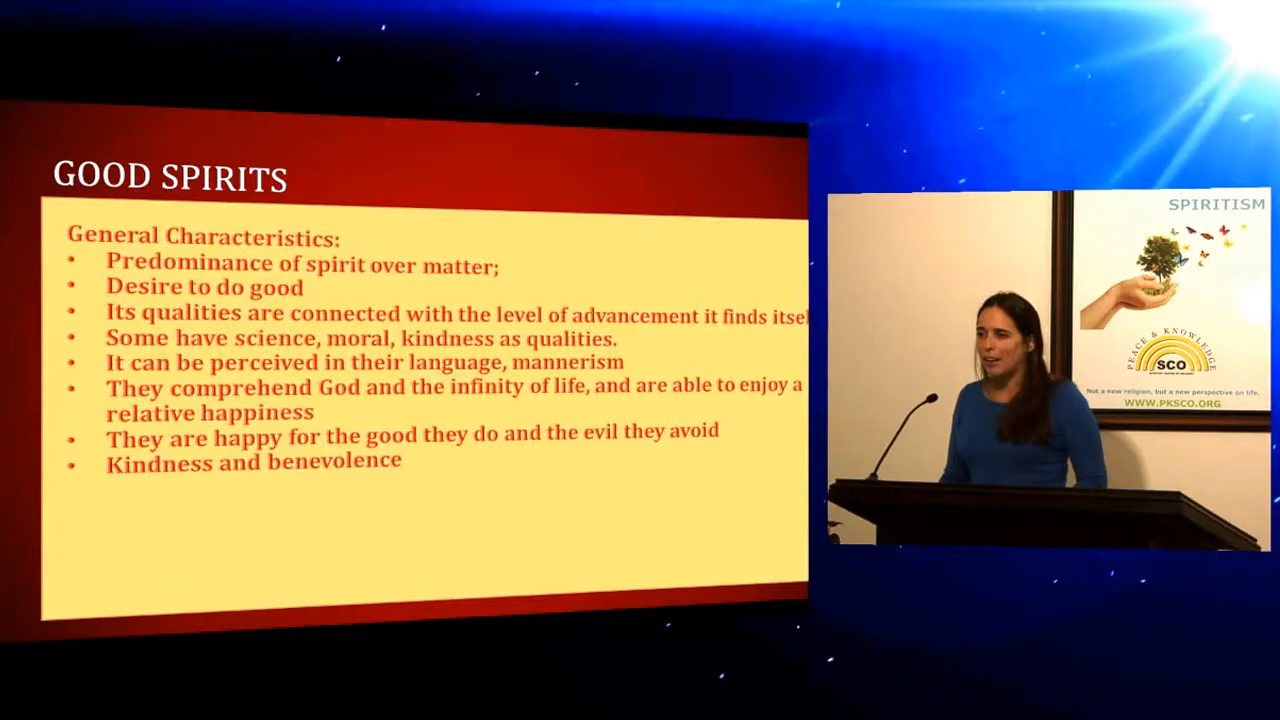 GOOD SPIRITS
General Characteristics:
• Predominance of spirit over matter;
• Desire to do good
• Its qualities are connected with the level of advancement it finds itsel
• Some have science, moral, kindness as qualities.
• It can be perceived in their language, mannerism
• They comprehend God and the infinity of life, and are able to enjoy a
relative happiness
• They are happy for the good they do and the evil they avoid
• Kindness and benevolence
SPIRITISM
PEACE & KNOWLEDGE
SCO
Not a new religion, but a new perspective on life.
WWW.PKSCO.ORG